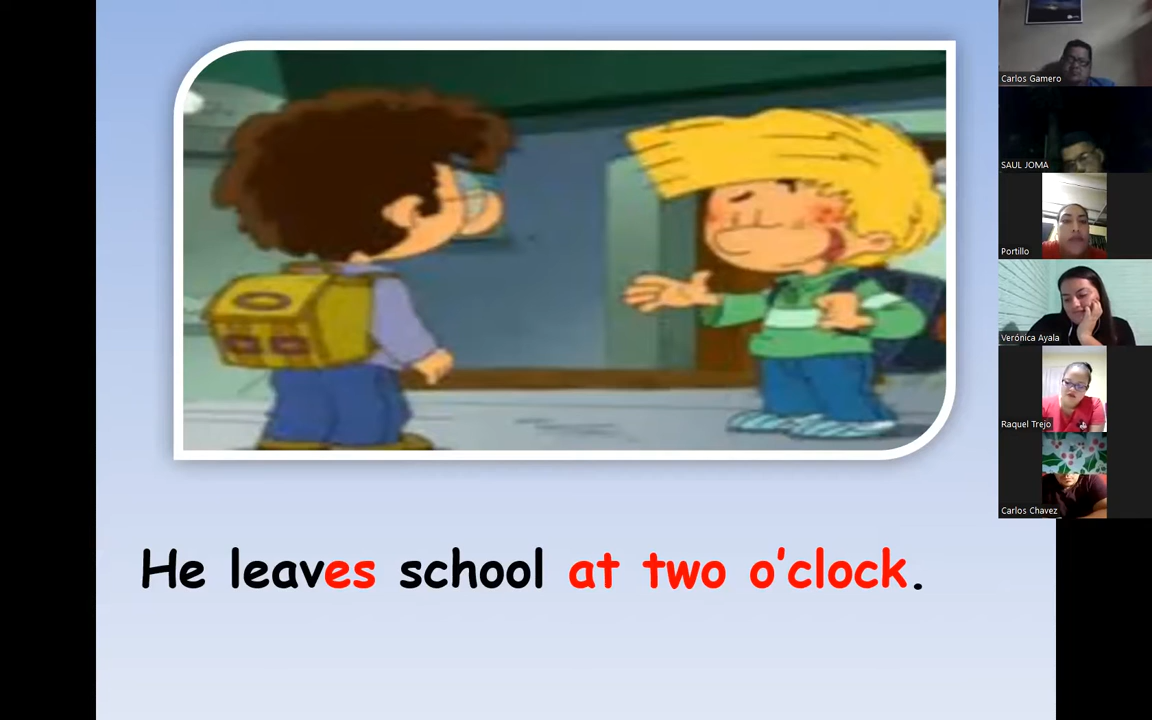 Carlos Gamero
SAUL JOMA
Portillo
Verónica Ayala
Raquel Trejo
Carlos Chavez
He leaves school at two o'clock.